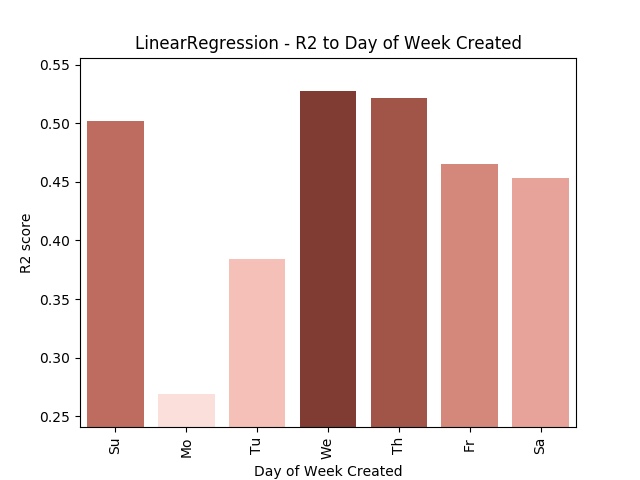 LinearRegression - R2 to Day of Week Created
0.55
0.50
0.45
0.40
0.35
0.30
0.25
R2 score
Su
Mo
Tu
We
Th
Fr
Sa
Day of Week Created